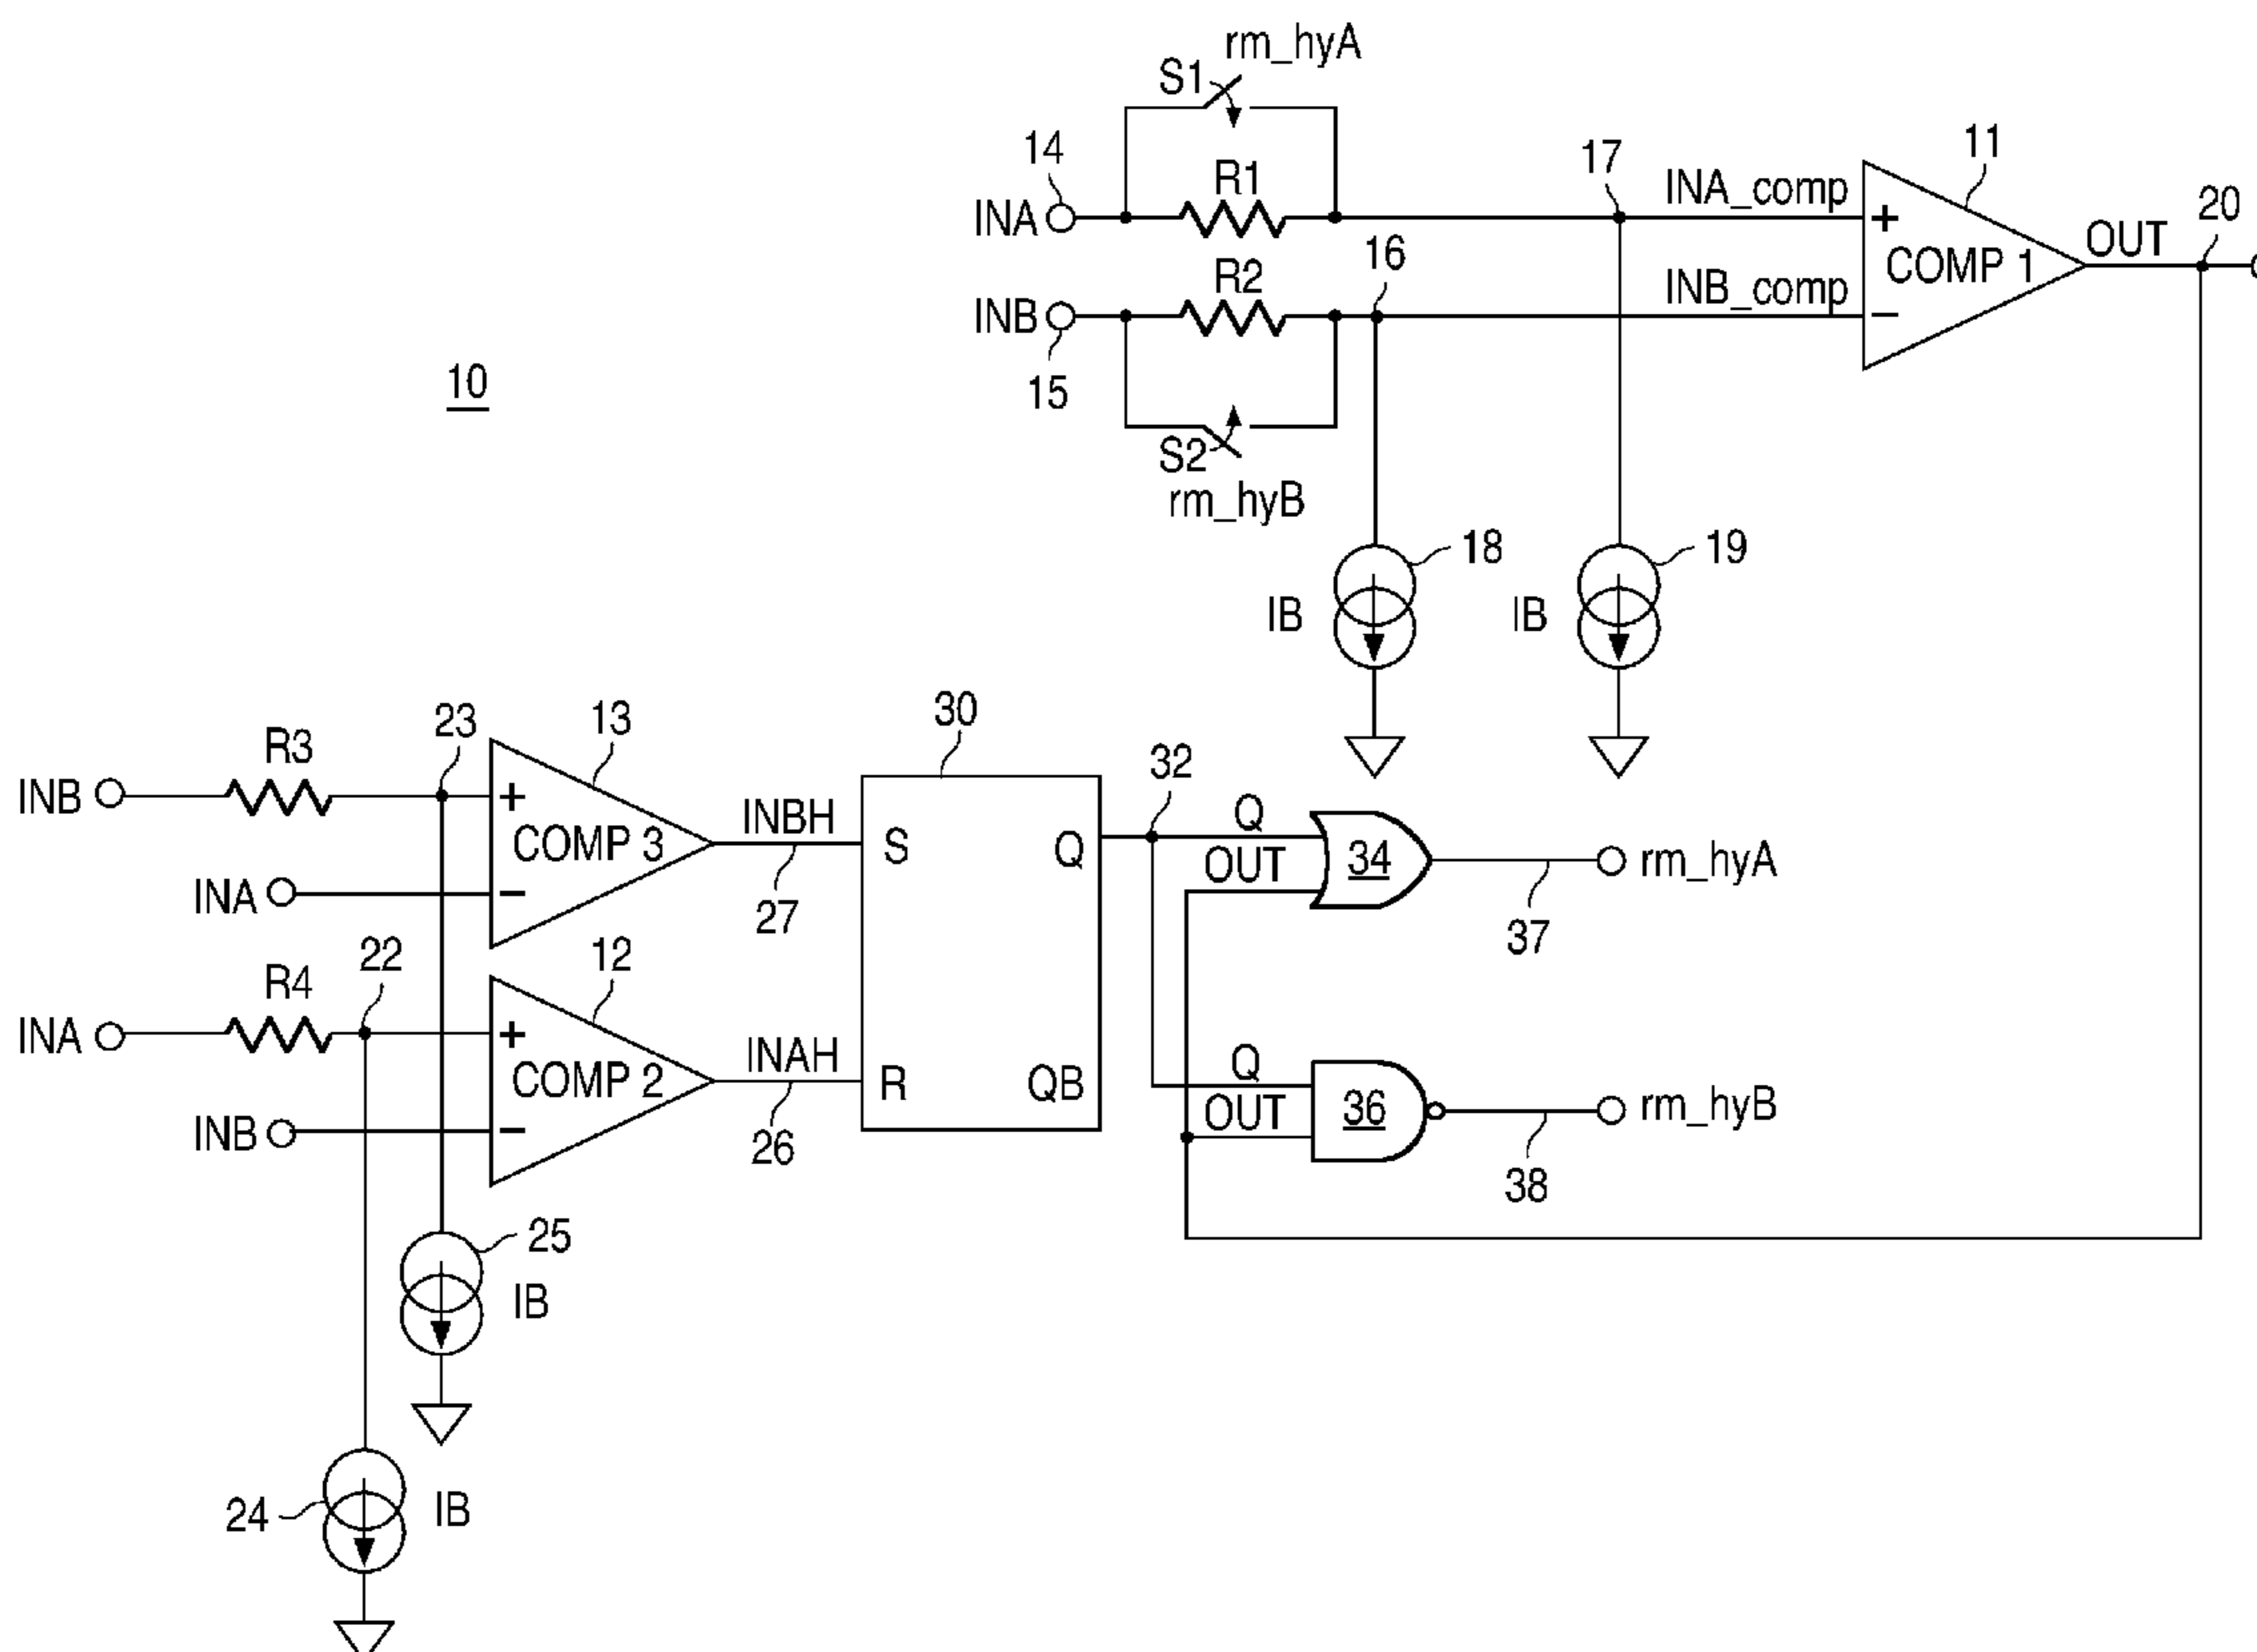 rm_hyA
S1
14
R1
INA
17
INA_comp
11
+
COMP 1
OUT
20
R2
16
INB
INB_comp
−
15
S2
rm_hyB
10
18
IB
19
IB
23
13
R3
30
32
INB
+
COMP 3
INBH
S
Q
Q
OUT
34
rm_hyA
INA
−
27
37
22
12
R4
INA
+
COMP 2
INAH
R
QB
Q
OUT
36
rm_hyB
INB
−
26
38
25
IB
24
IB